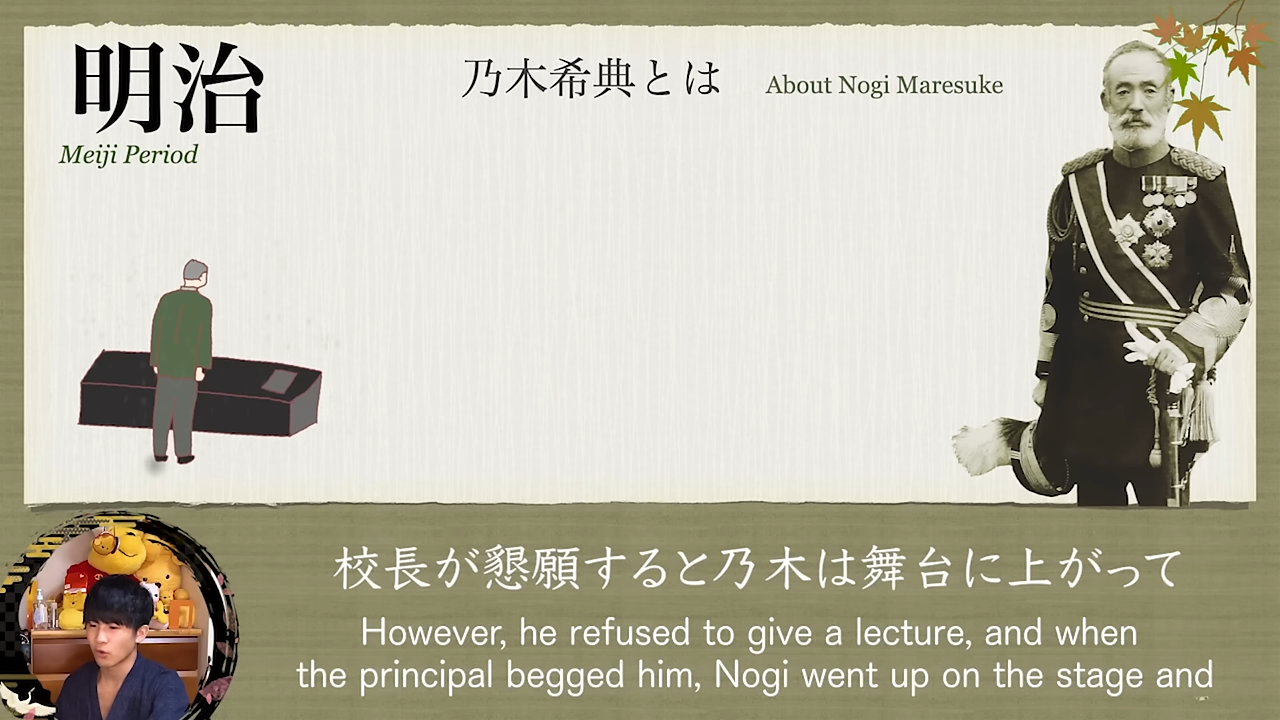 明治
Meiji Period
乃木希典とは
About Nogi Maresuke
校長が懇願すると乃木は舞台に上がって
However, he refused to give a lecture, and when
the principal begged him, Nogi went up on the stage and